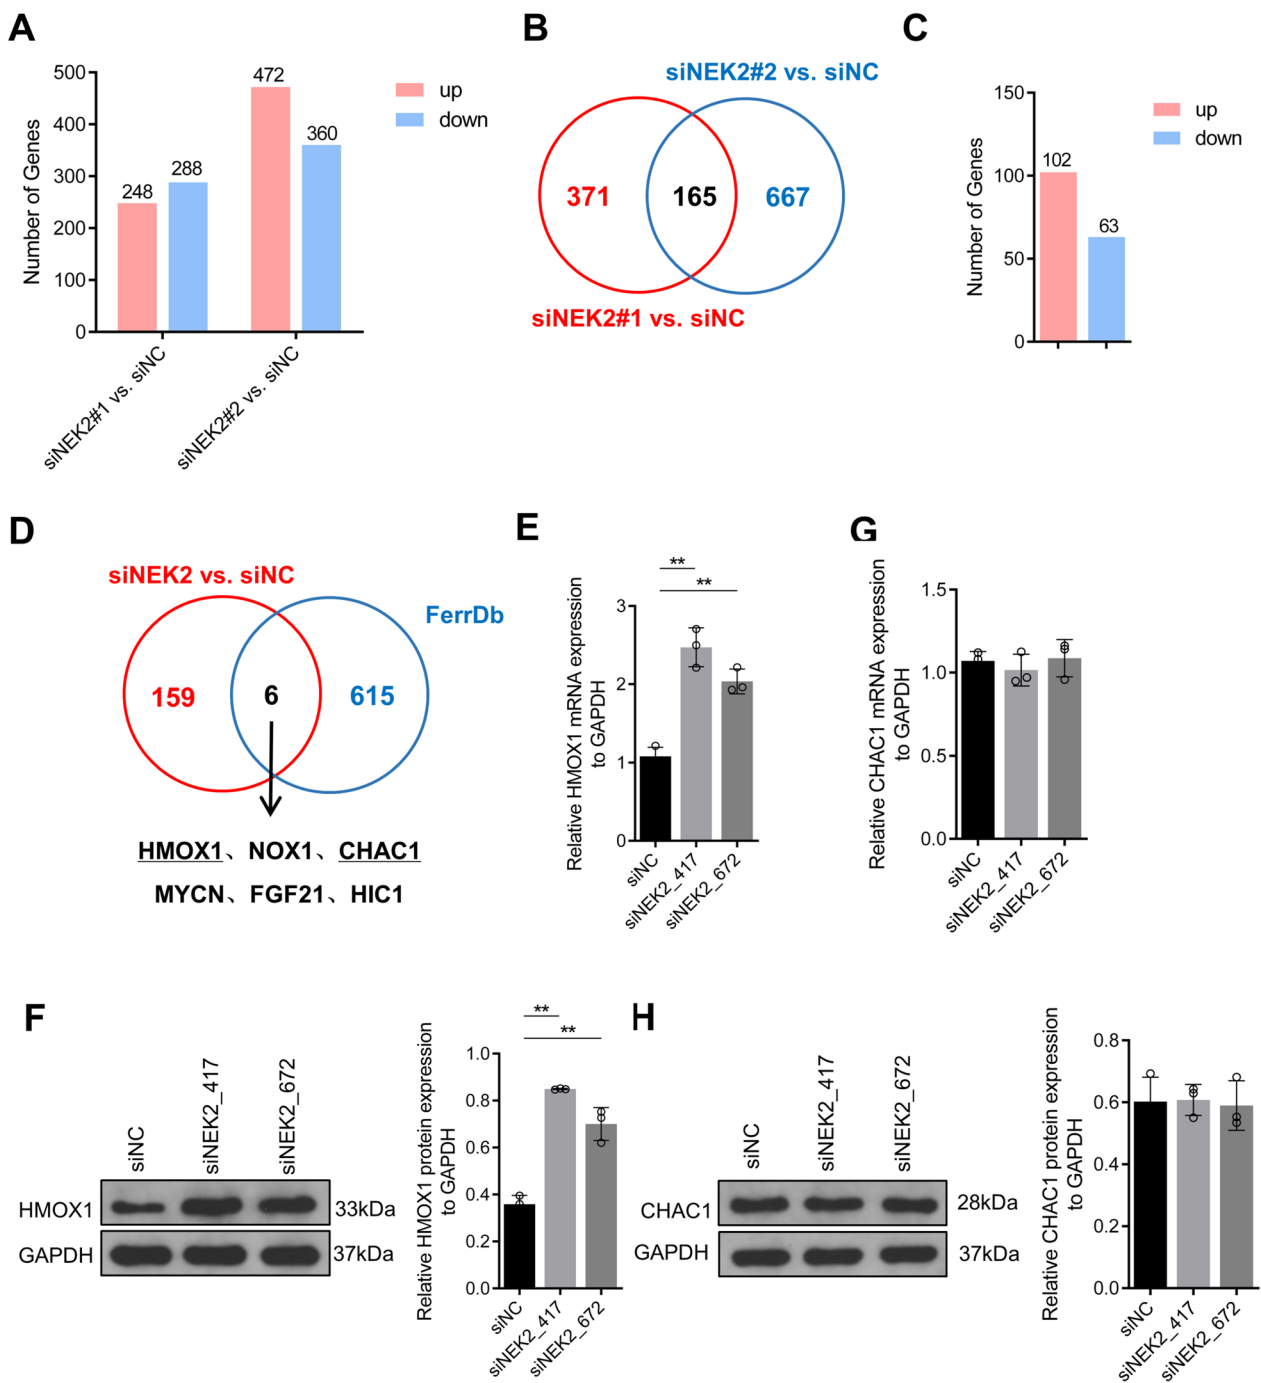 A
500
400
300
200
100
0
Number of Genes
248
288
472
360
siNEK2#1 vs. siNC
siNEK2#2 vs. siNC
up
down
B
siNEK2#2 vs. siNC
371
165
667
siNEK2#1 vs. siNC
C
150
100
50
0
Number of Genes
102
63
up
down
D
siNEK2 vs. siNC
FerrDb
159
6
615
HMOX1、NOX1、CHAC1
MYCN、FGF21、HIC1
E
**
**
3
2
1
0
Relative HMOX1 mRNA expression
to GAPDH
siNC
siNEK2_417
siNEK2_672
G
1.5
1.0
0.5
0.0
Relative CHAC1 mRNA expression
to GAPDH
siNC
siNEK2_417
siNEK2_672
F
siNC
siNEK2_417
siNEK2_672
HMOX1
33kDa
GAPDH
37kDa
**
**
1.0
0.8
0.6
0.4
0.2
0.0
Relative HMOX1 protein expression
to GAPDH
siNC
siNEK2_417
siNEK2_672
H
siNC
siNEK2_417
siNEK2_672
CHAC1
28kDa
GAPDH
37kDa
0.8
0.6
0.4
0.2
0.0
Relative CHAC1 protein expression
to GAPDH
siNC
siNEK2_417
siNEK2_672